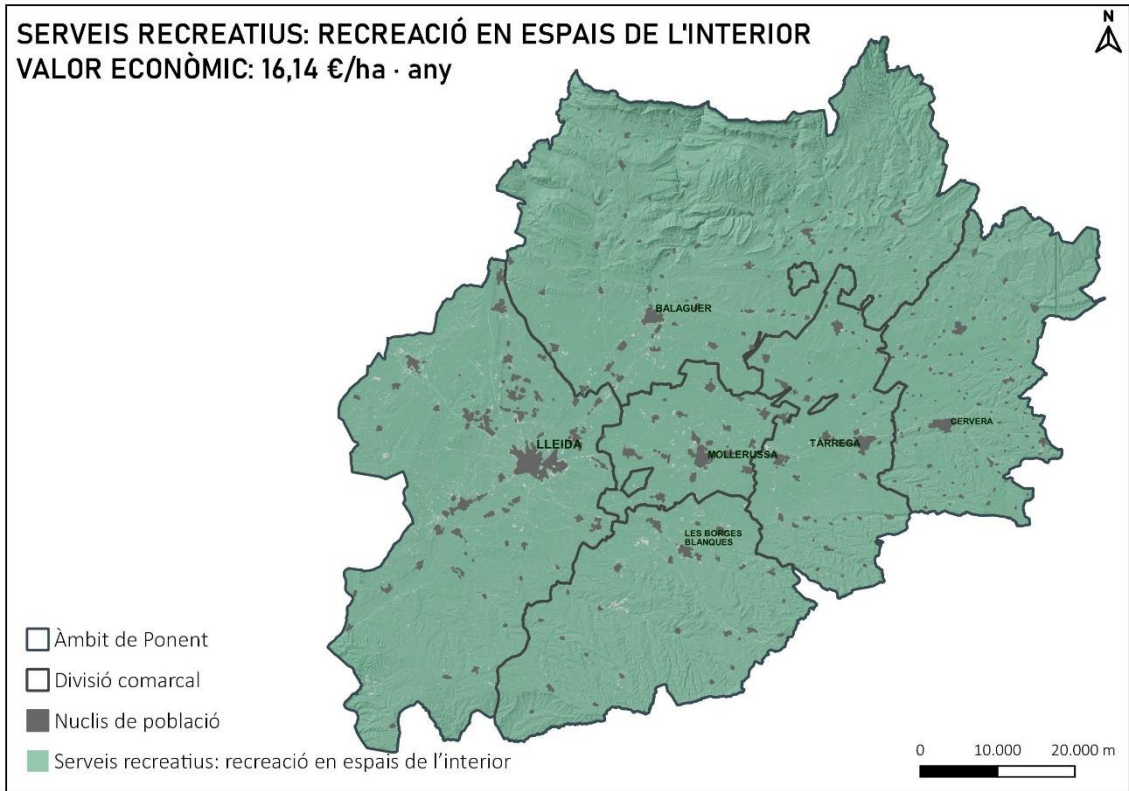 SERVEIS RECREATIUS: RECREACIÓ EN ESPAIS DE L'INTERIOR
VALOR ECONÒMIC: 16,14 €/ha · any
N
BALAGUER
LLEIDA
MOLLERUSSA
TÀRREGA
CERVERA
LES BORGES
BLANQUES
Àmbit de Ponent
Divisió comarcal
Nuclis de població
Serveis recreatius: recreació en espais de l’interior
0 10.000 20.000 m